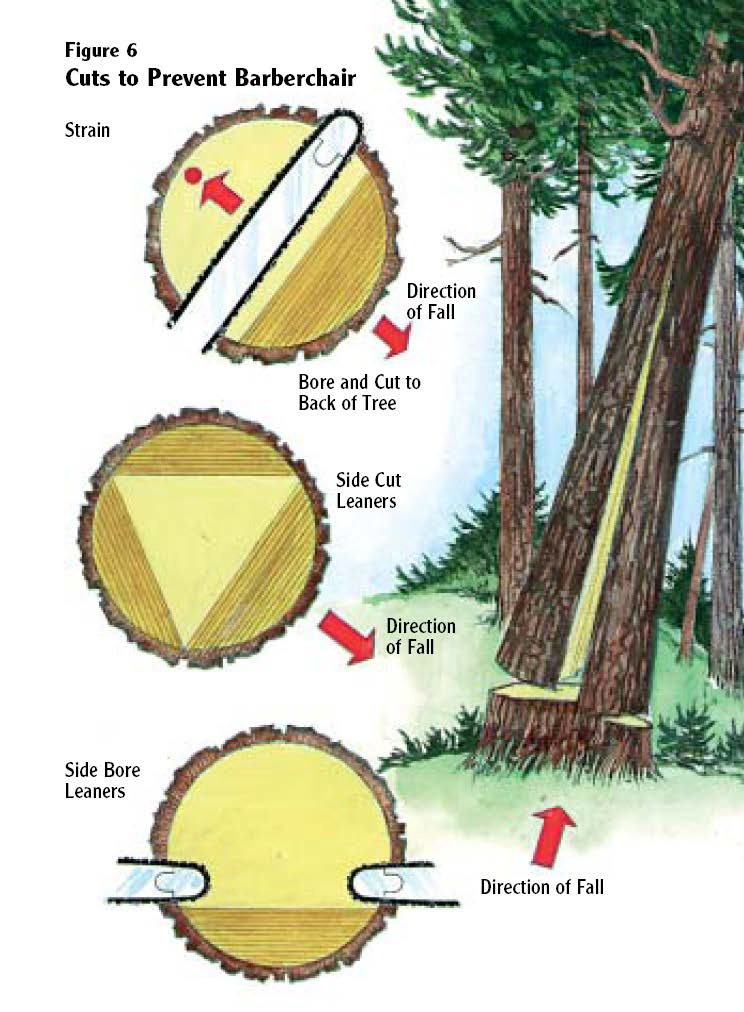 Figure 6
Cuts to Prevent Barberchair
Strain
Direction
of Fall
Bore and Cut to
Back of Tree
Side Cut
Leaners
Direction
of Fall
Side Bore
Leaners
Direction of Fall